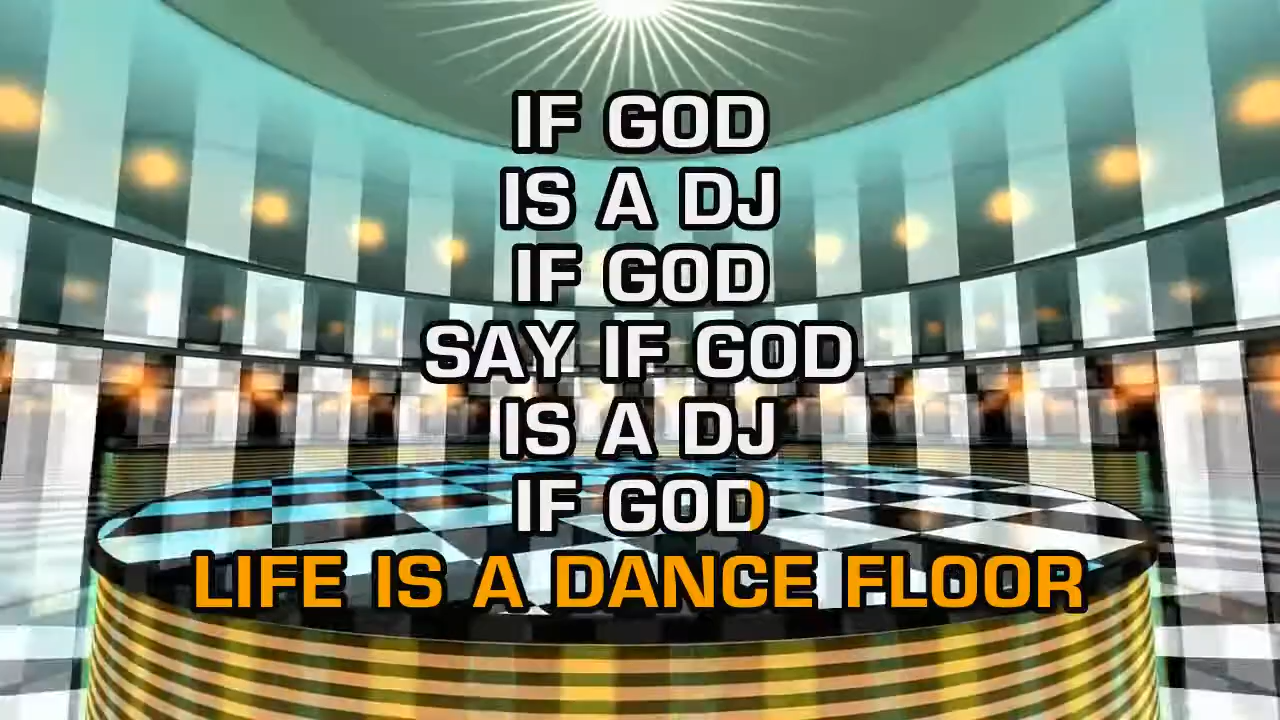 IF GOD
IS A DJ
IF GOD
SAY IF GOD
IS A DJ
IF GOD
LIFE IS A DANCE FLOOR